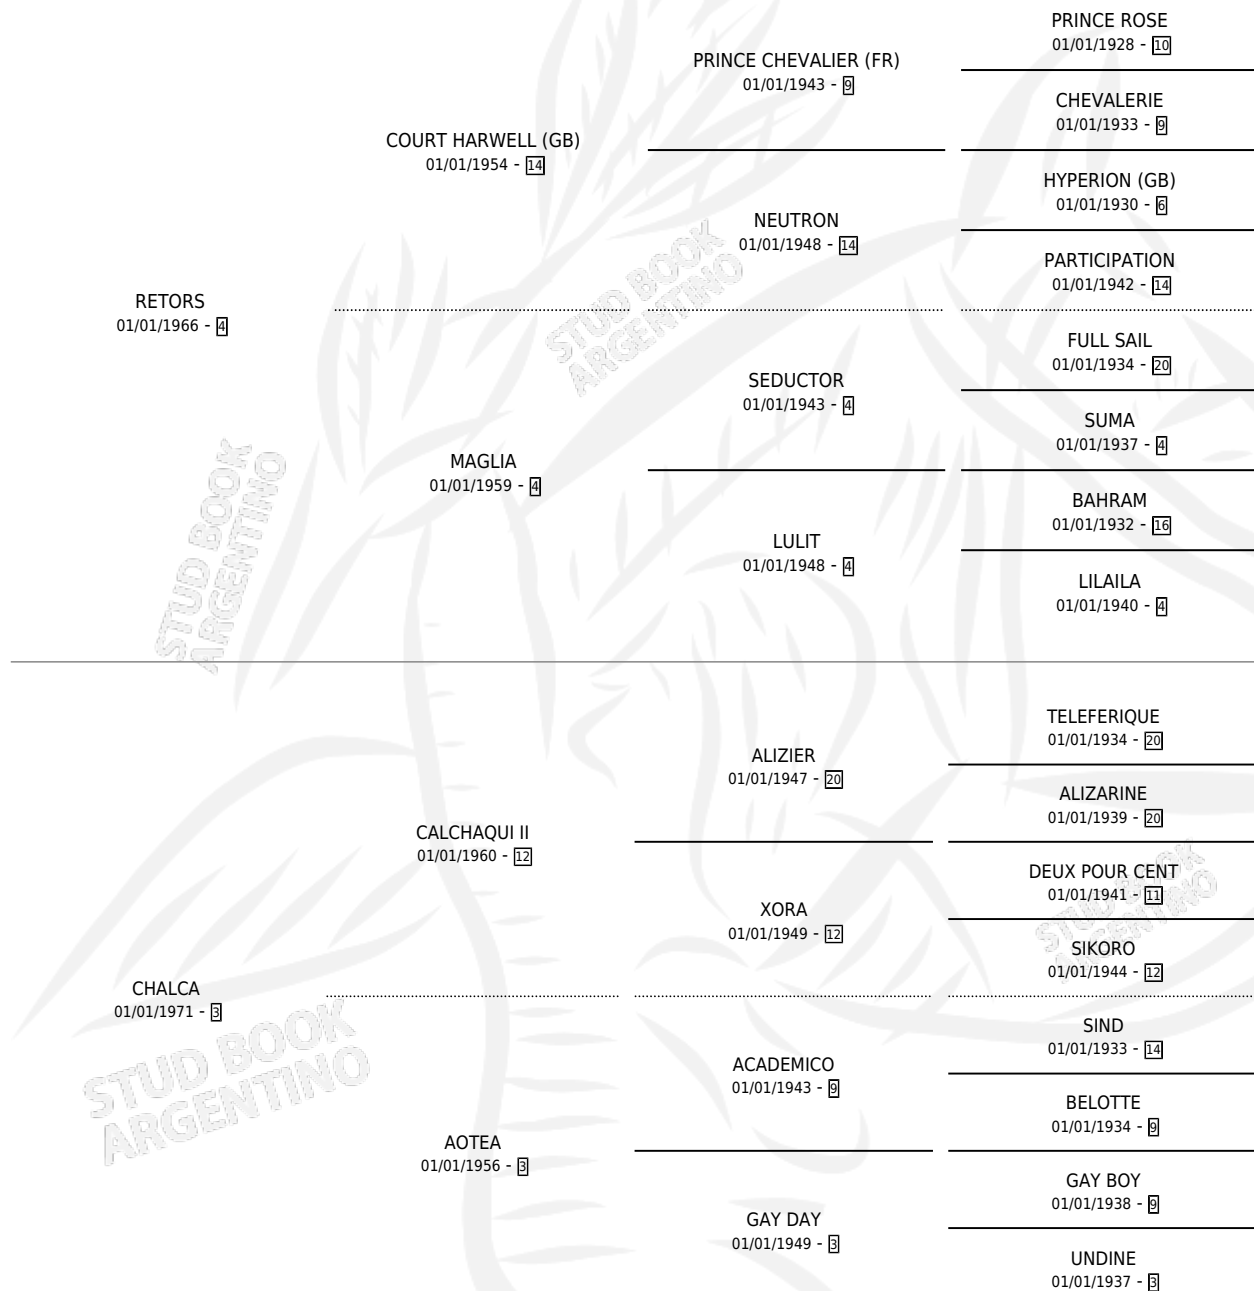 PRINCE ROSE
01/01/1928 - 10
PRINCE CHEVALIER (FR)
01/01/1943 - 9
CHEVALERIE
01/01/1933 - 9
COURT HARWELL (GB)
01/01/1954 - 14
HYPERION (GB)
01/01/1930 - 6
NEUTRON
01/01/1948 - 14
PARTICIPATION
01/01/1942 - 14
RETORS
01/01/1966 - 4
FULL SAIL
01/01/1934 - 20
SEDUCTOR
01/01/1943 - 4
SUMA
01/01/1937 - 4
MAGLIA
01/01/1959 - 4
BAHRAM
01/01/1932 - 16
LULIT
01/01/1948 - 4
LILAILA
01/01/1940 - 4
STUD BOOK
ARGENTINO
STUD BOOK
ARGENTINO
TELEFERIQUE
01/01/1934 - 20
ALIZIER
01/01/1947 - 20
ALIZARINE
01/01/1939 - 20
CALCHAQUI II
01/01/1960 - 12
DEUX POUR CENT
01/01/1941 - 11
XORA
01/01/1949 - 12
SIKORO
01/01/1944 - 12
STUD BOOK
ARGENTINO
CHALCA
01/01/1971 - 3
SIND
01/01/1933 - 14
ACADEMICO
01/01/1943 - 9
BELOTTE
01/01/1934 - 9
STUD BOOK
ARGENTINO
AOTEA
01/01/1956 - 3
GAY BOY
01/01/1938 - 9
GAY DAY
01/01/1949 - 3
UNDINE
01/01/1937 - 3